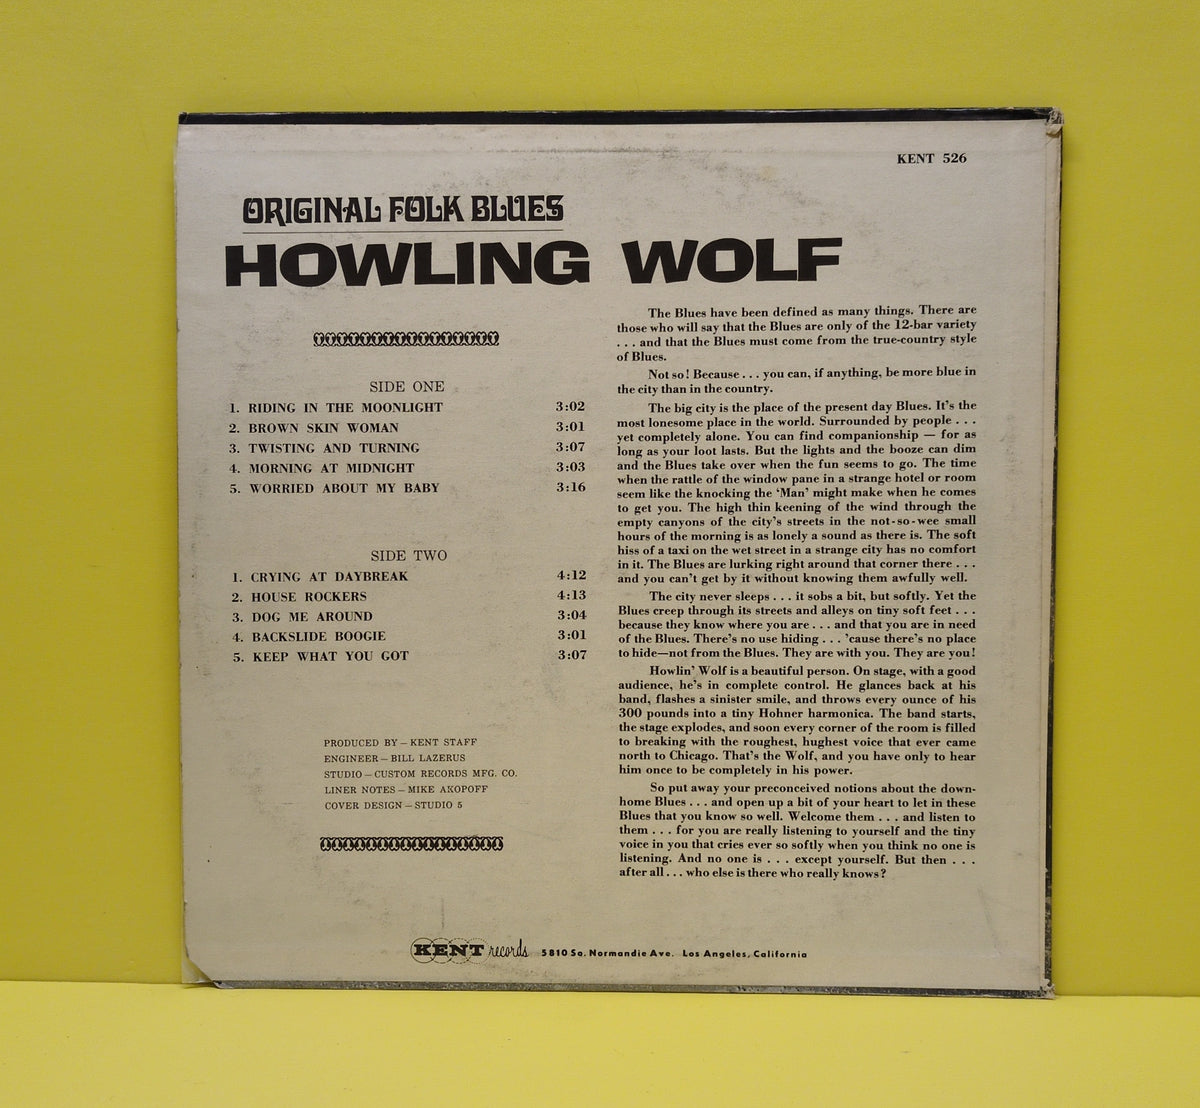 KENT 526
ORIGINAL FOLK BLUES
HOWLING WOLF
SIDE ONE
1. RIDING IN THE MOONLIGHT 3:02
2. BROWN SKIN WOMAN 3:01
3. TWISTING AND TURNING 3:07
4. MORNING AT MIDNIGHT 3:03
5. WORRIED ABOUT MY BABY 3:16
SIDE TWO
1. CRYING AT DAYBREAK 4:12
2. HOUSE ROCKERS 4:13
3. DOG ME AROUND 3:04
4. BACKSLIDE BOOGIE 3:01
5. KEEP WHAT YOU GOT 3:07
PRODUCED BY — KENT STAFF
ENGINEER — BILL LAZERUS
STUDIO — CUSTOM RECORDS MFG. CO.
LINER NOTES — MIKE AXOPOFF
COVER DESIGN — STUDIO 5
The Blues have been defined as many things. There are
those who will say that the Blues are only of the 12-bar variety
. . . and that the Blues must come from the true-country style
of Blues.
Not so! Because . . . you can, if anything, be more blue in
the city than in the country.
The big city is the place of the present day Blues. It's the
most lonesome place in the world. Surrounded by people . . .
yet completely alone. You can find companionship — for as
long as your loot lasts. But the lights and the booze can dim
and the Blues take over when the fun seems to go. The time
when the rattle of the window pane in a strange hotel or room
seem like the knocking the 'Man' might make when he comes
to get you. The high thin keening of the wind through the
empty canyons of the city's streets in the not-so-wee small
hours of the morning is as lonely a sound as there is. The soft
hiss of a taxi on the wet street in a strange city has no comfort
in it. The Blues are lurking right around that corner there . . .
and you can't get by it without knowing them awfully well.
The city never sleeps . . . it sobs a bit, but softly. Yet the
Blues creep through its streets and alleys on tiny soft feet . . .
because they know where you are . . . and that you are in need
of the Blues. There's no use hiding . . . 'cause there's no place
to hide—not from the Blues. They are with you. They are you!
Howlin' Wolf is a beautiful person. On stage, with a good
audience, he's in complete control. He glances back at his
band, flashes a sinister smile, and throws every ounce of his
300 pounds into a tiny Hohner harmonica. The band starts,
the stage explodes, and soon every corner of the room is filled
to breaking with the roughest, hughest voice that ever came
north to Chicago. That's the Wolf, and you have only to hear
him once to be completely in his power.
So put away your preconceived notions about the down-
home Blues . . . and open up a bit of your heart to let in these
Blues that you know so well. Welcome them . . . and listen to
them . . . for you are really listening to yourself and the tiny
voice in you that cries ever so softly when you think no one is
listening. And no one is . . . except yourself. But then . . .
after all . . . who else is there who really knows?
KENT records 5810 So. Normandie Ave. Los Angeles, California